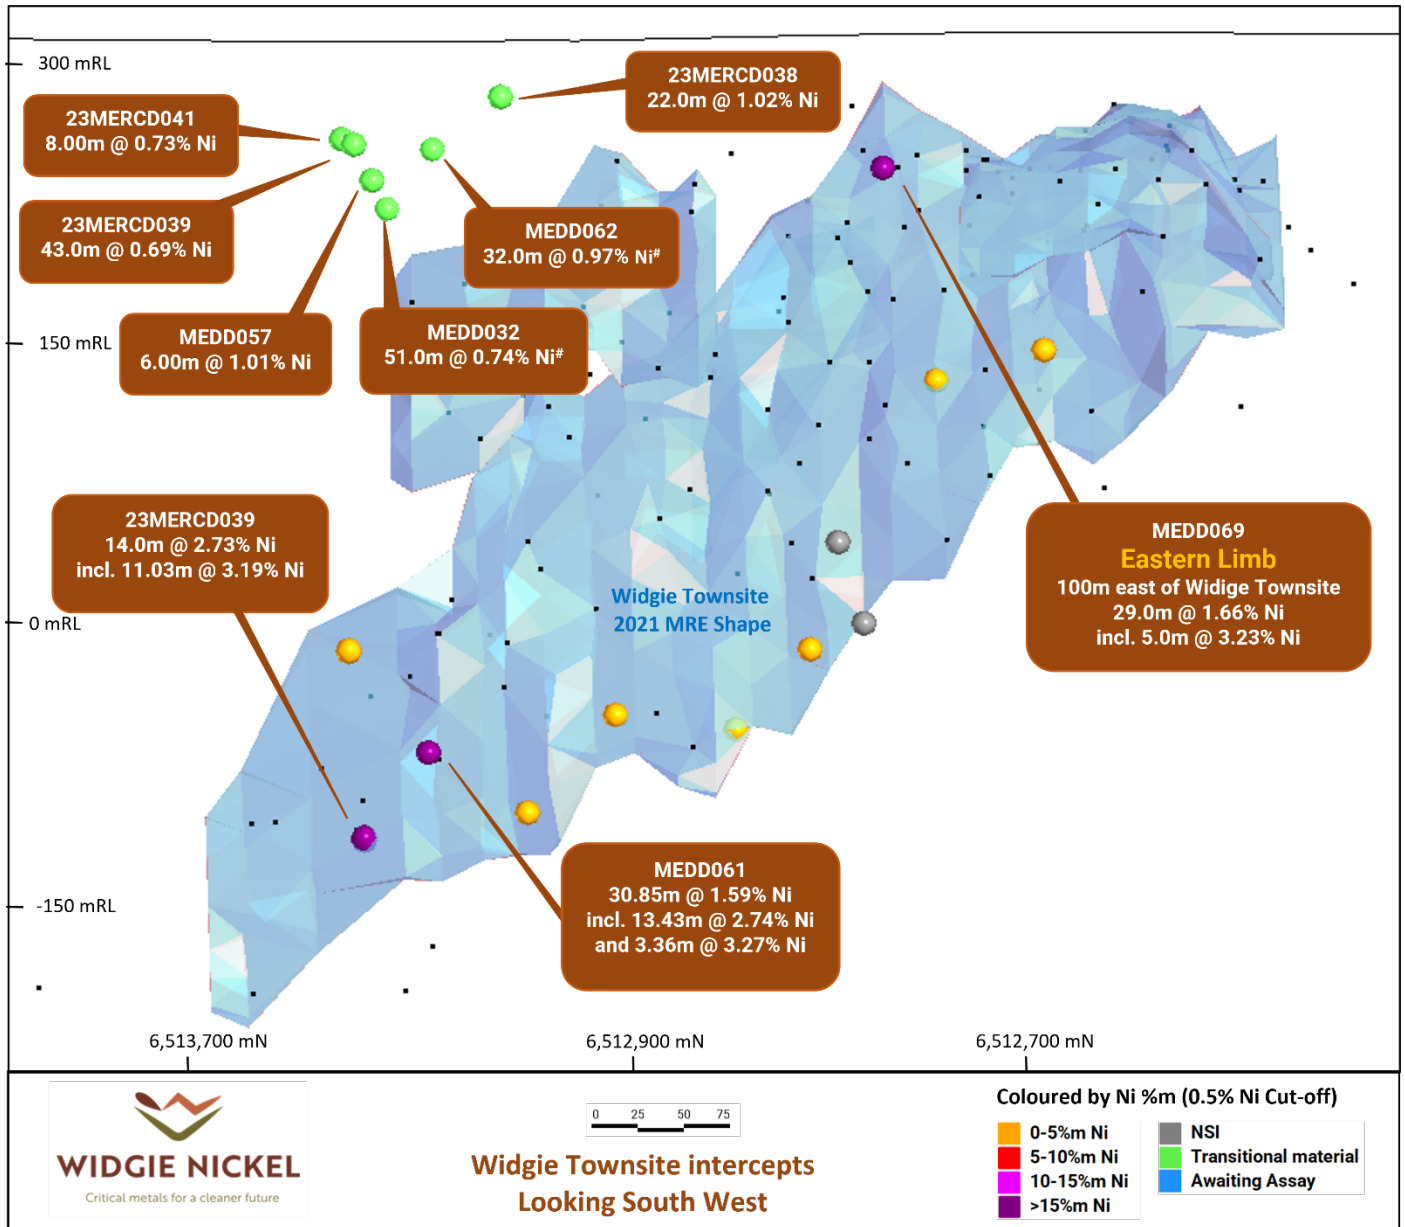 300 mRL
23MERCD038
22.0m @ 1.02% Ni
23MERCD041
8.00m @ 0.73% Ni
23MERCD039
43.0m @ 0.69% Ni
MEDD062
32.0m @ 0.97% Ni#
MEDD057
6.00m @ 1.01% Ni
MEDD032
51.0m @ 0.74% Ni#
150 mRL
23MERCD039
14.0m @ 2.73% Ni
incl. 11.03m @ 3.19% Ni
MEDD069
Eastern Limb
100m east of Widige Townsite
29.0m @ 1.66% Ni
incl. 5.0m @ 3.23% Ni
Widgie Townsite
2021 MRE Shape
0 mRL
MEDD061
30.85m @ 1.59% Ni
incl. 13.43m @ 2.74% Ni
and 3.36m @ 3.27% Ni
-150 mRL
6,513,700 mN
6,512,900 mN
6,512,700 mN
WIDGIE NICKEL
Critical metals for a cleaner future
0 25 50 75
Widgie Townsite intercepts
Looking South West
Coloured by Ni %m (0.5% Ni Cut-off)
0-5%m Ni
5-10%m Ni
10-15%m Ni
>15%m Ni
NSI
Transitional material
Awaiting Assay